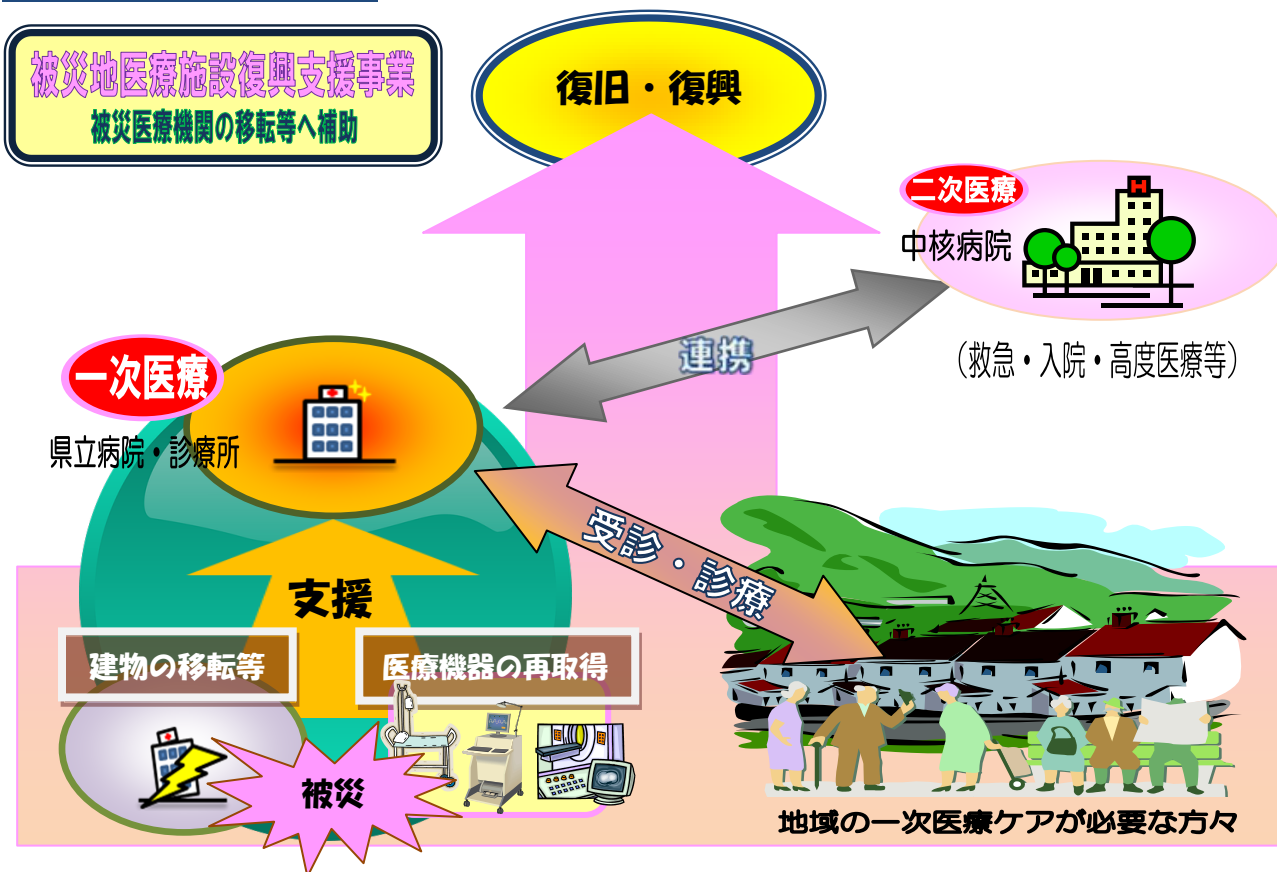 被災地医療施設復興支援事業
被災医療機関の移転等へ補助
復旧・復興
二次医療
中核病院
（救急・入院・高度医療等）
連携
一次医療
県立病院・診療所
受診・診療
支援
建物の移転等
医療機器の再取得
被災
地域の一次医療ケアが必要な方々
H